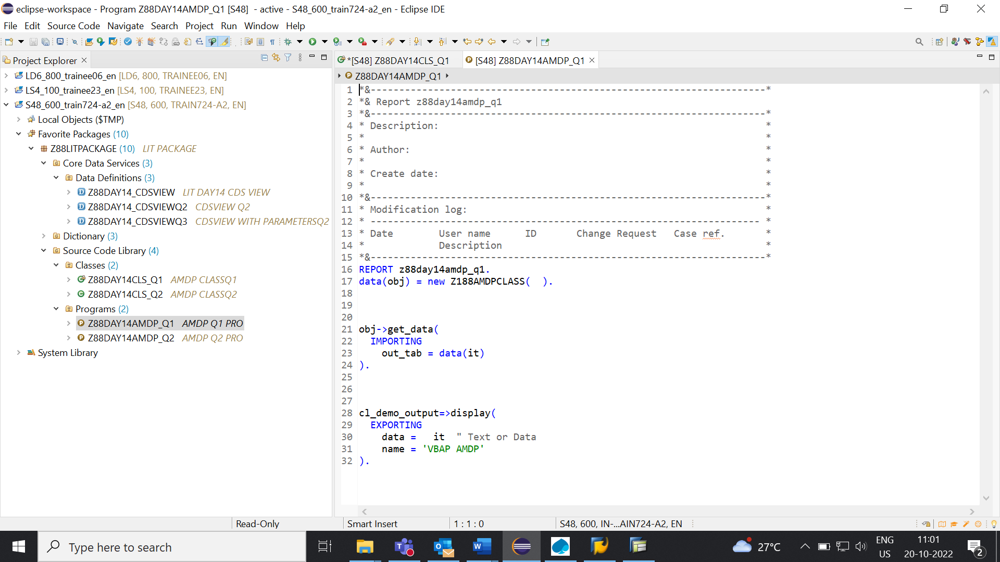 eclipse-workspace - Program Z88DAY14AMDP_Q1 [S48]  - active - S48_600_train724-a2_en - Eclipse IDE
File Edit Source Code Navigate Search Project Run Window Help
Project Explorer
LD6_800_trainee06_en [LD6, 800, TRAINEE06, EN]
LS4_100_trainee23_en [LS4, 100, TRAINEE23, EN]
S48_600_train724-a2_en [S48, 600, TRAIN724-A2, EN]
Local Objects ($TMP)
Favorite Packages (10)
Z88LITPACKAGE (10) LIT PACKAGE
Core Data Services (3)
Data Definitions (3)
Z88DAY14_CDSVIEW LIT DAY14 CDS VIEW
Z88DAY14_CDSVIEWQ2 CDSVIEW Q2
Z88DAY14_CDSVIEWQ3 CDSVIEW WITH PARAMETERSQ2
Dictionary (3)
Source Code Library (4)
Classes (2)
Z88DAY14CLS_Q1 AMDP CLASSQ1
Z88DAY14CLS_Q2 AMDP CLASSQ2
Programs (2)
Z88DAY14AMDP_Q1 AMDP Q1 PRO
Z88DAY14AMDP_Q2 AMDP Q2 PRO
System Library
*[S48] Z88DAY14CLS_Q1
[S48] Z88DAY14AMDP_Q1
Z88DAY14AMDP_Q1
1 *&---------------------------------------------------------------------*
2 *& Report z88day14amdp_q1
3 *&---------------------------------------------------------------------*
4 * Description: *
5 * *
6 * Author: *
7 * *
8 * Create date: *
9 * *
10 *&---------------------------------------------------------------------*
11 * Modification log: *
12 * -------------------------------------------------------------------- *
13 * Date User name ID Change Request Case ref. *
14 * Description *
15 *&---------------------------------------------------------------------*
16 REPORT z88day14amdp_q1.
17 data(obj) = new Z188AMDPCLASS(  ).
18
19
20
21 obj->get_data(
22 IMPORTING
23 out_tab = data(it)
24 ).
25
26
27
28 cl_demo_output=>display(
29 EXPORTING
30 data =   it  " Text or Data
31 name = 'VBAP AMDP'
32 ).
Read-Only Smart Insert 1 : 1 : 0 S48, 600, IN-...AIN724-A2, EN
Type here to search
27°C
ENG
US
11:01
20-10-2022
2